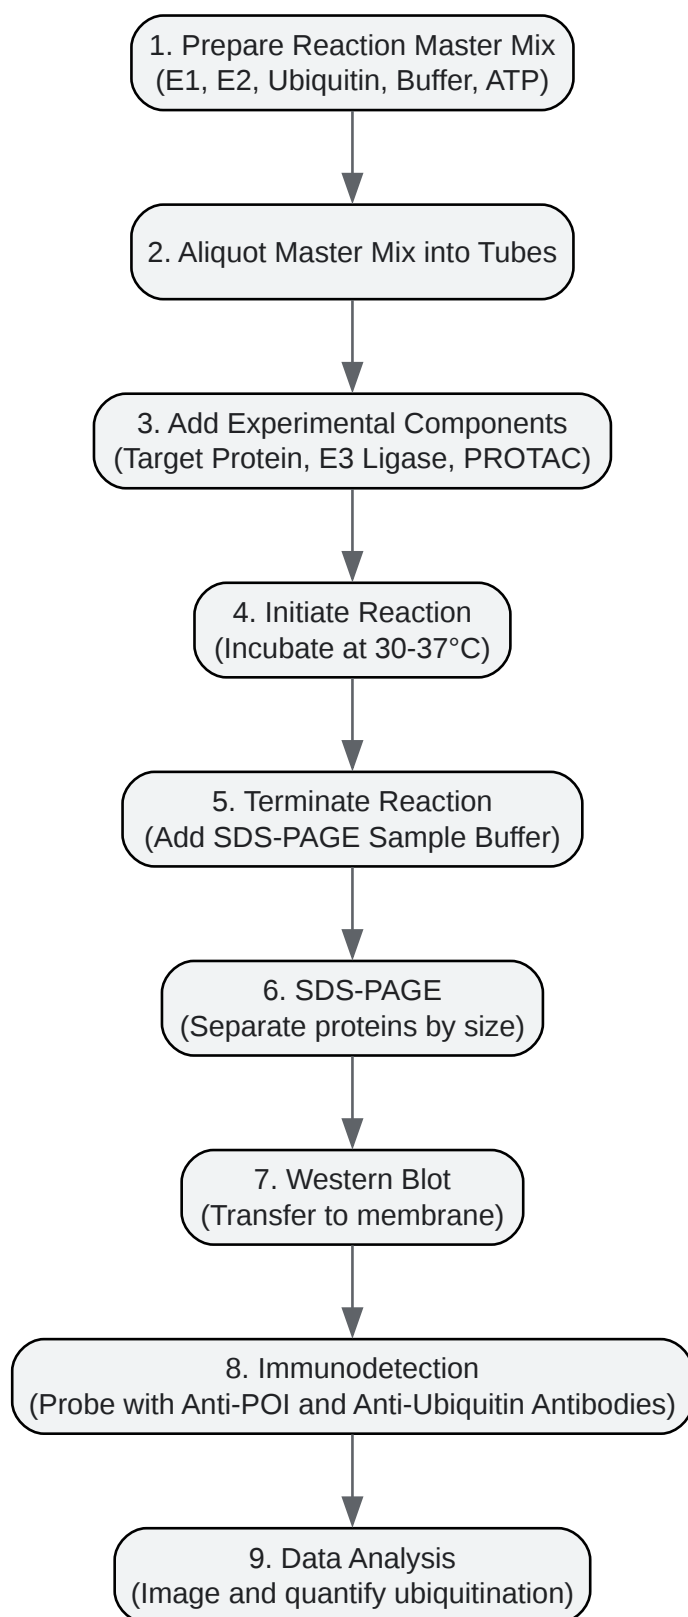 1. Prepare Reaction Master Mix
(E1, E2, Ubiquitin, Buffer, ATP)
2. Aliquot Master Mix into Tubes
3. Add Experimental Components
(Target Protein, E3 Ligase, PROTAC)
4. Initiate Reaction
(Incubate at 30-37°C)
5. Terminate Reaction
(Add SDS-PAGE Sample Buffer)
6. SDS-PAGE
(Separate proteins by size)
7. Western Blot
(Transfer to membrane)
8. Immunodetection
(Probe with Anti-POI and Anti-Ubiquitin Antibodies)
9. Data Analysis
(Image and quantify ubiquitination)